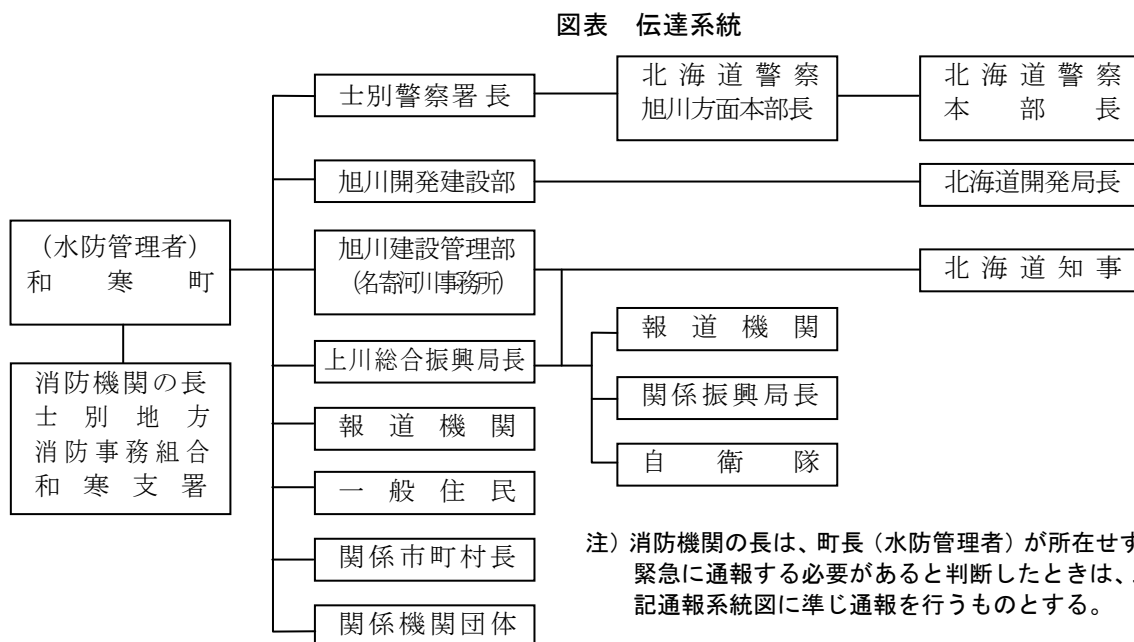 図表 伝達系統
士別警察署長
北海道警察
旭川方面本部長
北海道警察
本部長
旭川開発建設部
北海道開発局長
(水防管理者)
和寒町
旭川建設管理部
(名寄河川事務所)
北海道知事
上川総合振興局長
報道機関
関係振興局長
自衛隊
消防機関の長
士別地方
消防事務組合
和寒支署
報道機関
一般住民
関係市町村長
関係機関団体
注) 消防機関の長は、町長(水防管理者)が所在せず
緊急に通報する必要があると判断したときは、
記通報系統図に準じ通報を行うものとする。